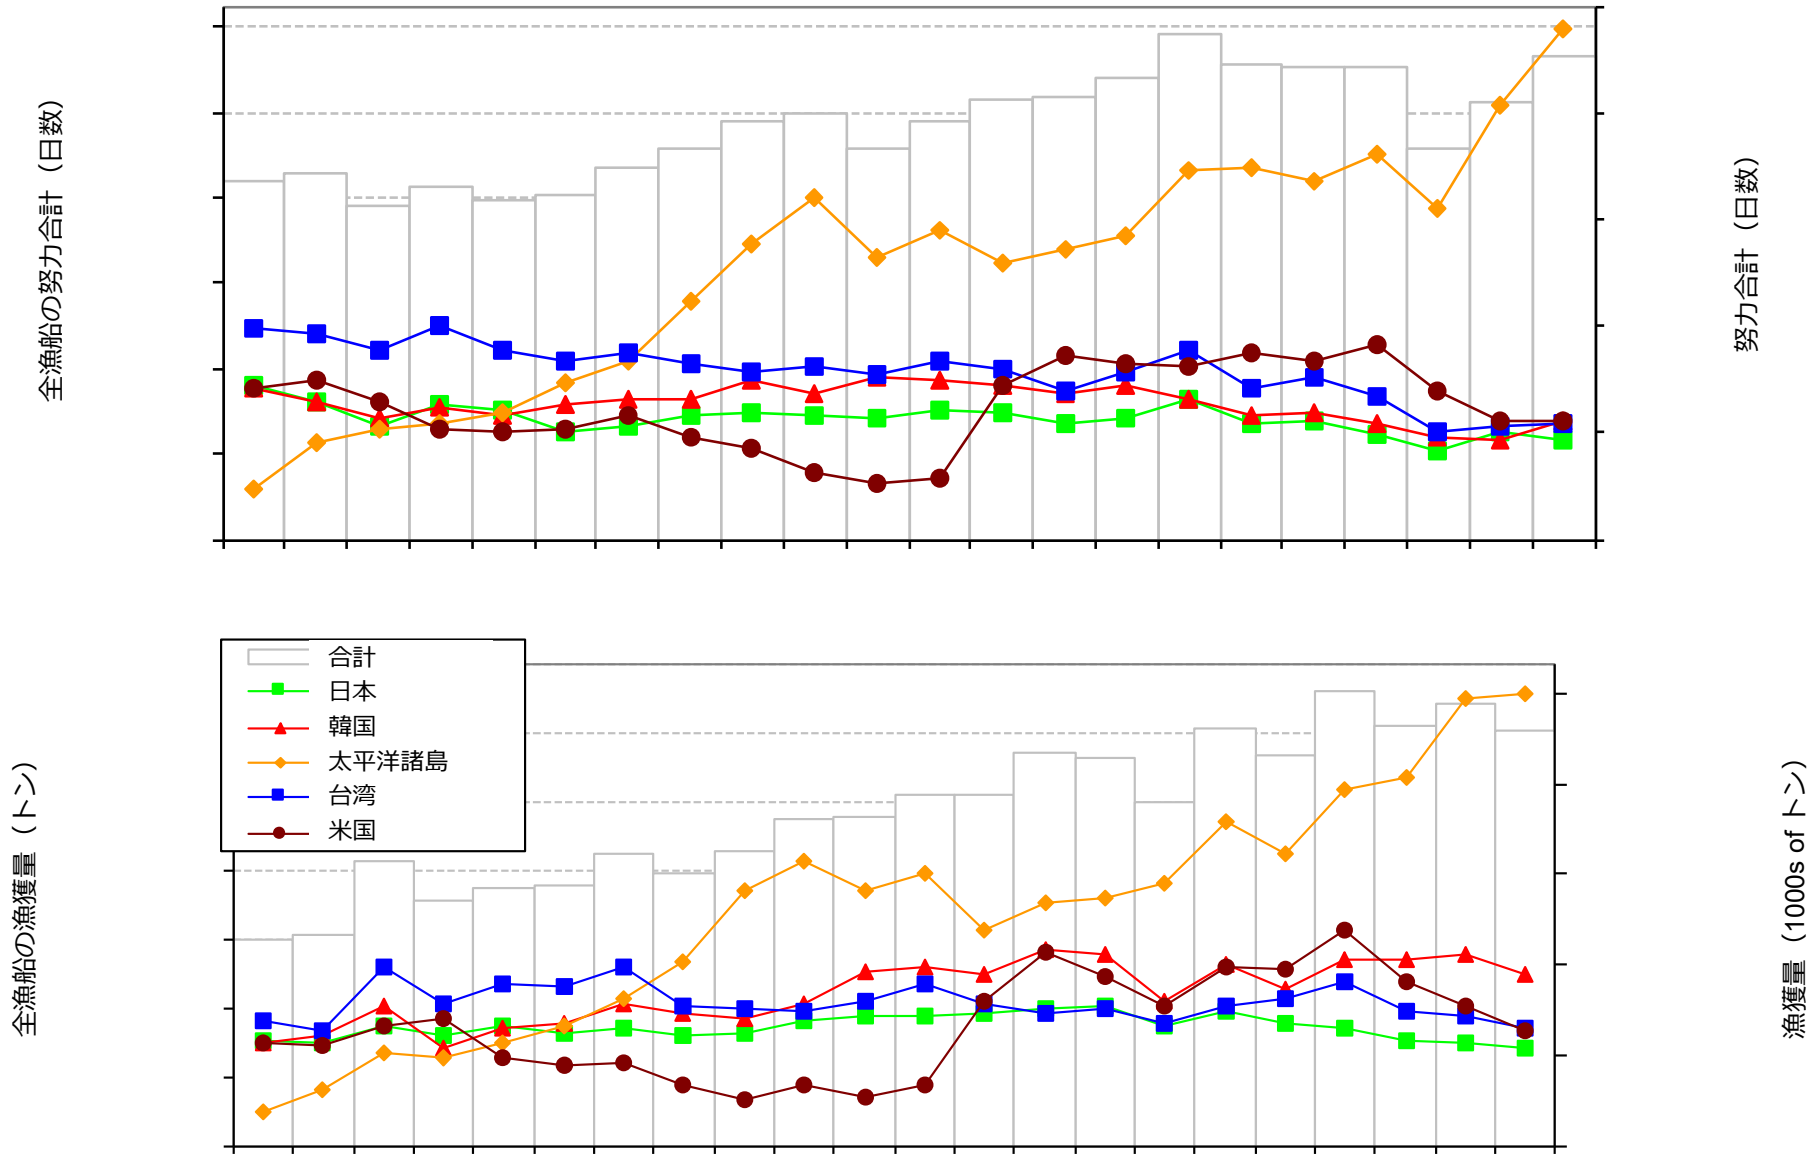 全漁船の努力合計（日数）
努力合計（日数）
合計
日本
韓国
太平洋諸島
台湾
米国
全漁船の漁獲量（トン）
漁獲量（1000s of トン）